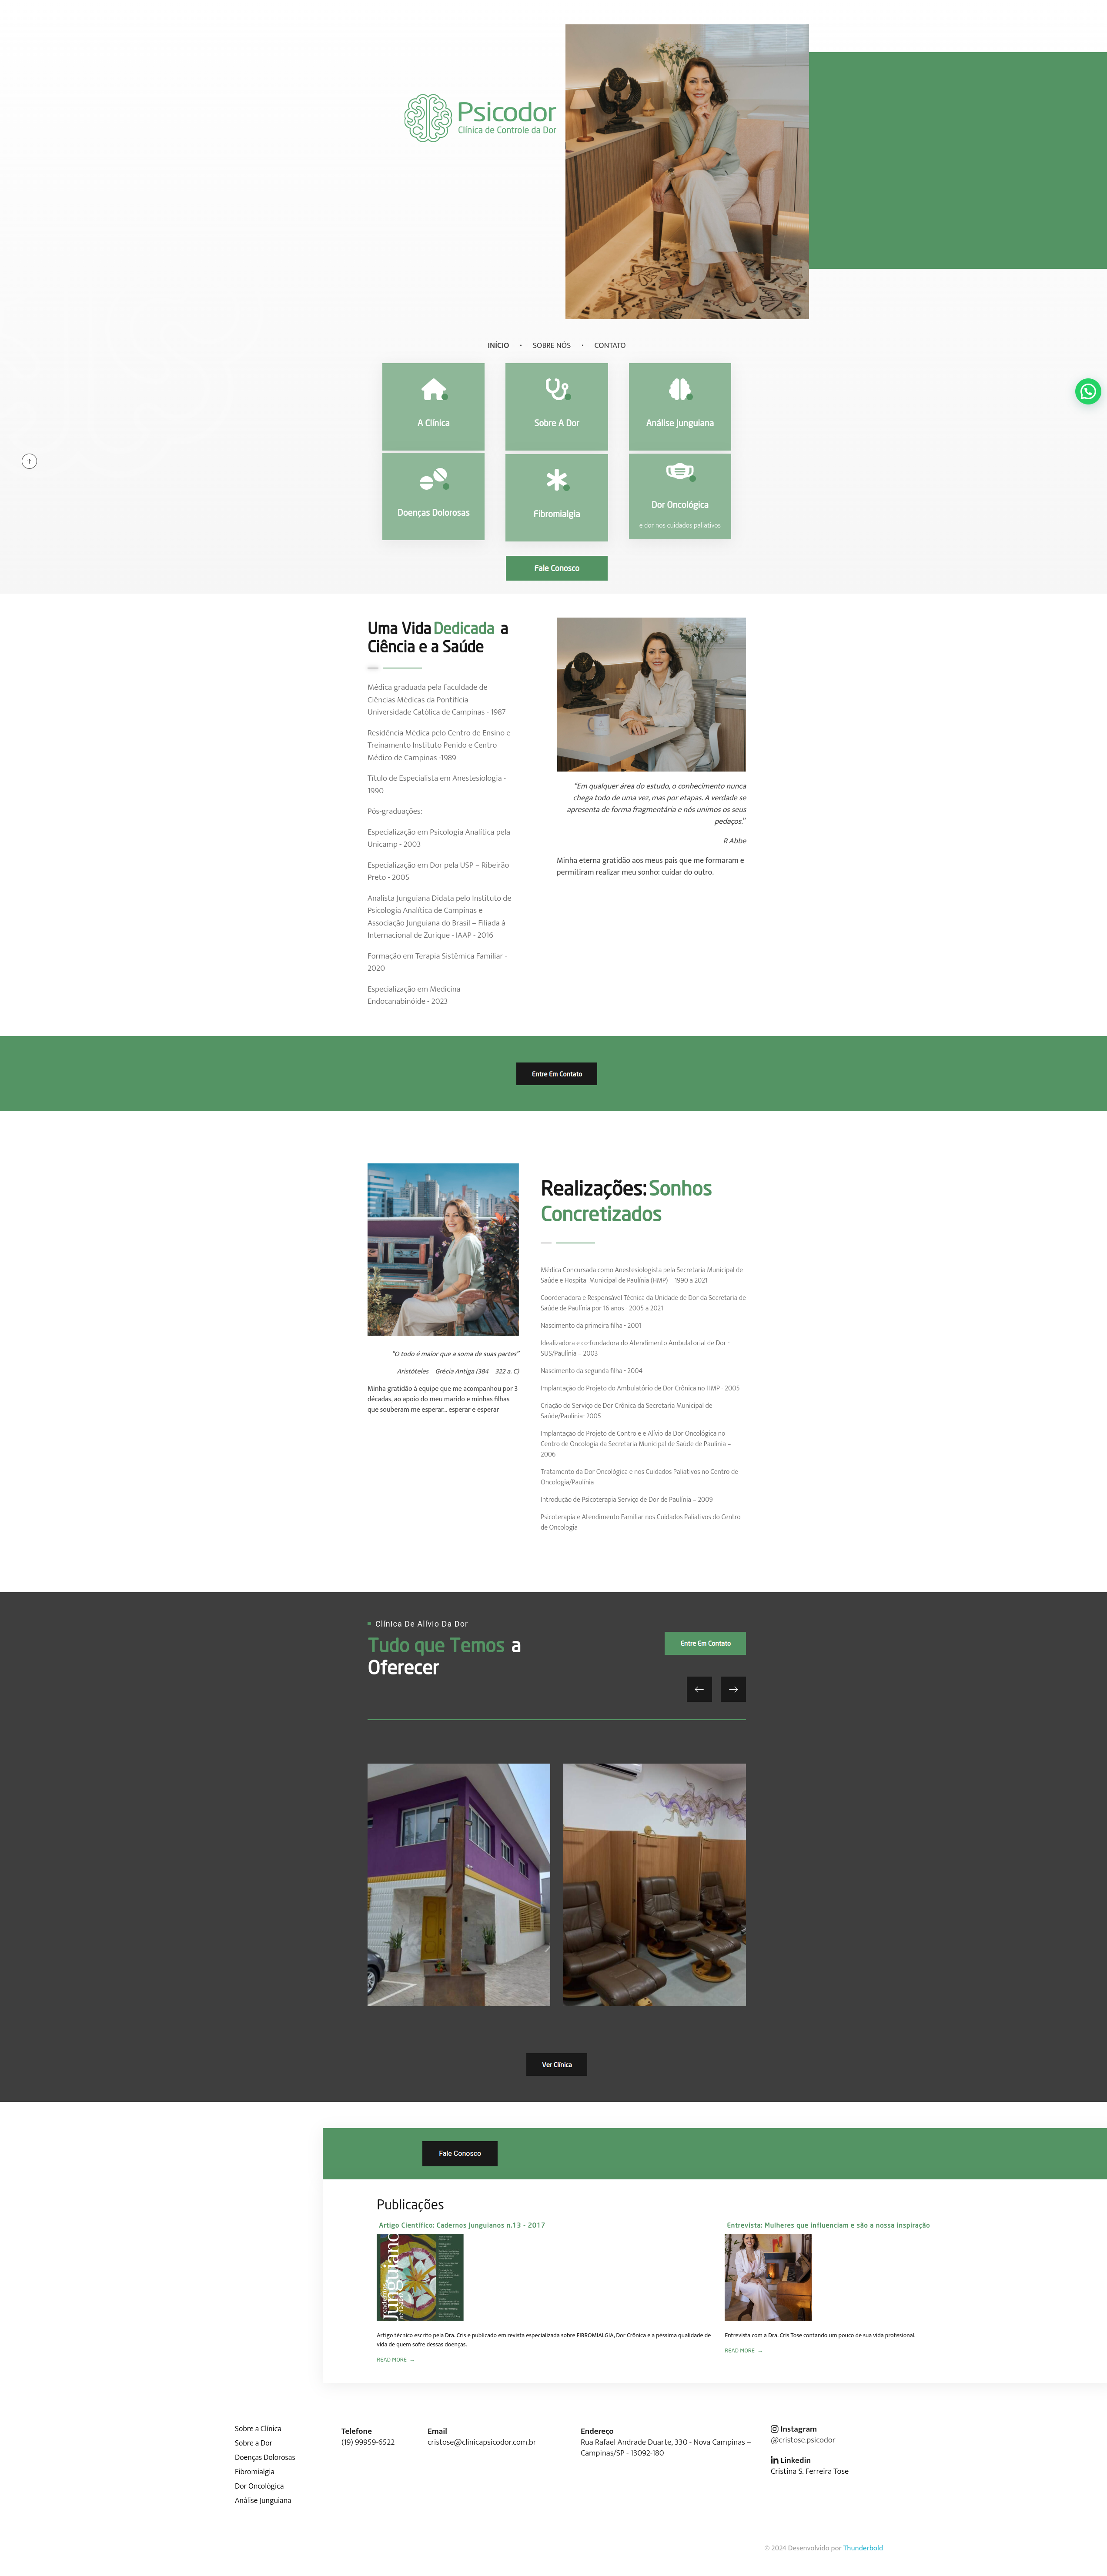 Psicodor
Clínica de Controle da Dor
INÍCIO • SOBRE NÓS • CONTATO
A Clínica
Sobre A Dor
Análise Junguiana
Doenças Dolorosas
Fibromialgia
Dor Oncológica
e dor nos cuidados paliativos
Fale Conosco
Uma Vida Dedicada a
Ciência e a Saúde
Médica graduada pela Faculdade de
Ciências Médicas da Pontifícia
Universidade Católica de Campinas - 1987
Residência Médica pelo Centro de Ensino e
Treinamento Instituto Penido e Centro
Médico de Campinas -1989
Título de Especialista em Anestesiologia -
1990
Pós-graduações:
Especialização em Psicologia Analítica pela
Unicamp - 2003
Especialização em Dor pela USP – Ribeirão
Preto - 2005
Analista Junguiana Didata pelo Instituto de
Psicologia Analítica de Campinas e
Associação Junguiana do Brasil – Filiada à
Internacional de Zurique - IAAP - 2016
Formação em Terapia Sistêmica Familiar -
2020
Especialização em Medicina
Endocanabinóide - 2023
"Em qualquer área do estudo, o conhecimento nunca
chega todo de uma vez, mas por etapas. A verdade se
apresenta de forma fragmentária e nós unimos os seus
pedaços."
R Abbe
Minha eterna gratidão aos meus pais que me formaram e
permitiram realizar meu sonho: cuidar do outro.
Entre Em Contato
"O todo é maior que a soma de suas partes"
Aristóteles – Grécia Antiga (384 – 322 a. C)
Minha gratidão à equipe que me acompanhou por 3
décadas, ao apoio do meu marido e minhas filhas
que souberam me esperar... esperar e esperar
Realizações: Sonhos
Concretizados
Médica Concursada como Anestesiologista pela Secretaria Municipal de
Saúde e Hospital Municipal de Paulínia (HMP) – 1990 a 2021
Coordenadora e Responsável Técnica da Unidade de Dor da Secretaria de
Saúde de Paulínia por 16 anos - 2005 a 2021
Nascimento da primeira filha - 2001
Idealizadora e co-fundadora do Atendimento Ambulatorial de Dor -
SUS/Paulínia – 2003
Nascimento da segunda filha - 2004
Implantação do Projeto do Ambulatório de Dor Crônica no HMP - 2005
Criação do Serviço de Dor Crônica da Secretaria Municipal de
Saúde/Paulínia- 2005
Implantação do Projeto de Controle e Alívio da Dor Oncológica no
Centro de Oncologia da Secretaria Municipal de Saúde de Paulínia –
2006
Tratamento da Dor Oncológica e nos Cuidados Paliativos no Centro de
Oncologia/Paulínia
Introdução de Psicoterapia Serviço de Dor de Paulínia – 2009
Psicoterapia e Atendimento Familiar nos Cuidados Paliativos do Centro
de Oncologia
Clínica De Alívio Da Dor
Tudo que Temos a
Oferecer
Entre Em Contato
Ver Clínica
Fale Conosco
Publicações
Artigo Científico: Cadernos Junguianos n.13 - 2017
cadernos
Junguianos
Artigo técnico escrito pela Dra. Cris e publicado em revista especializada sobre FIBROMIALGIA, Dor Crônica e a péssima qualidade de
vida de quem sofre dessas doenças.
READ MORE →
Entrevista: Mulheres que influenciam e são a nossa inspiração
Entrevista com a Dra. Cris Tose contando um pouco de sua vida profissional.
READ MORE →
Sobre a Clínica
Sobre a Dor
Doenças Dolorosas
Fibromialgia
Dor Oncológica
Análise Junguiana
Telefone
(19) 99959-6522
Email
cristose@clinicapsicodor.com.br
Endereço
Rua Rafael Andrade Duarte, 330 - Nova Campinas –
Campinas/SP - 13092-180
Instagram
@cristose.psicodor
Linkedin
Cristina S. Ferreira Tose
© 2024 Desenvolvido por Thunderbold